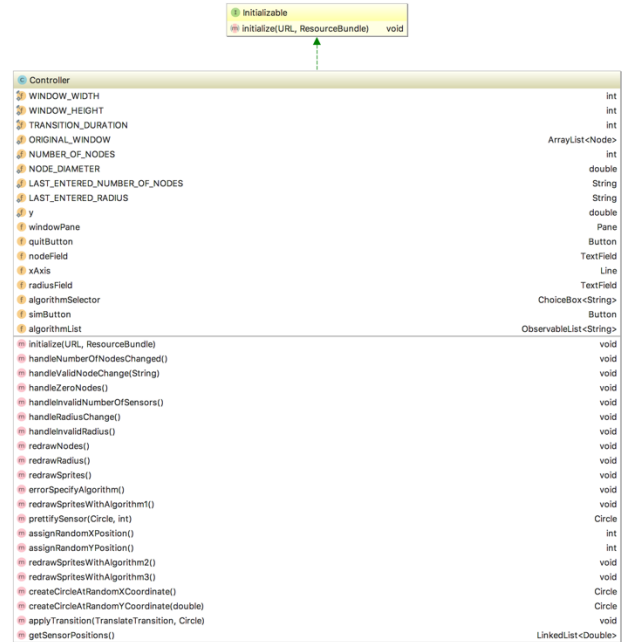 Initializable
initialize(URL, ResourceBundle) void
Controller
WINDOW_WIDTH int
WINDOW_HEIGHT int
TRANSITION_DURATION int
ORIGINAL_WINDOW ArrayList<Node>
NUMBER_OF_NODES int
NODE_DIAMETER double
LAST_ENTERED_NUMBER_OF_NODES String
LAST_ENTERED_RADIUS String
y double
windowPane Pane
quitButton Button
nodeField TextField
xAxis Line
radiusField TextField
algorithmSelector ChoiceBox<String>
simButton Button
algorithmList ObservableList<String>
initialize(URL, ResourceBundle) void
handleNumberOfNodesChanged() void
handleValidNodeChange(String) void
handleZeroNodes() void
handleInvalidNumberOfSensors() void
handleRadiusChange() void
handleInvalidRadius() void
redrawNodes() void
redrawRadius() void
redrawSprites() void
errorSpecifyAlgorithm() void
redrawSpritesWithAlgorithm1() void
prettifySensor(Circle, int) Circle
assignRandomXPosition() int
assignRandomYPosition() int
redrawSpritesWithAlgorithm2() void
redrawSpritesWithAlgorithm3() void
createCircleAtRandomXCoordinate() Circle
createCircleAtRandomYCoordinate(double) Circle
applyTransition(TranslateTransition, Circle) void
getSensorPositions() LinkedList<Double>